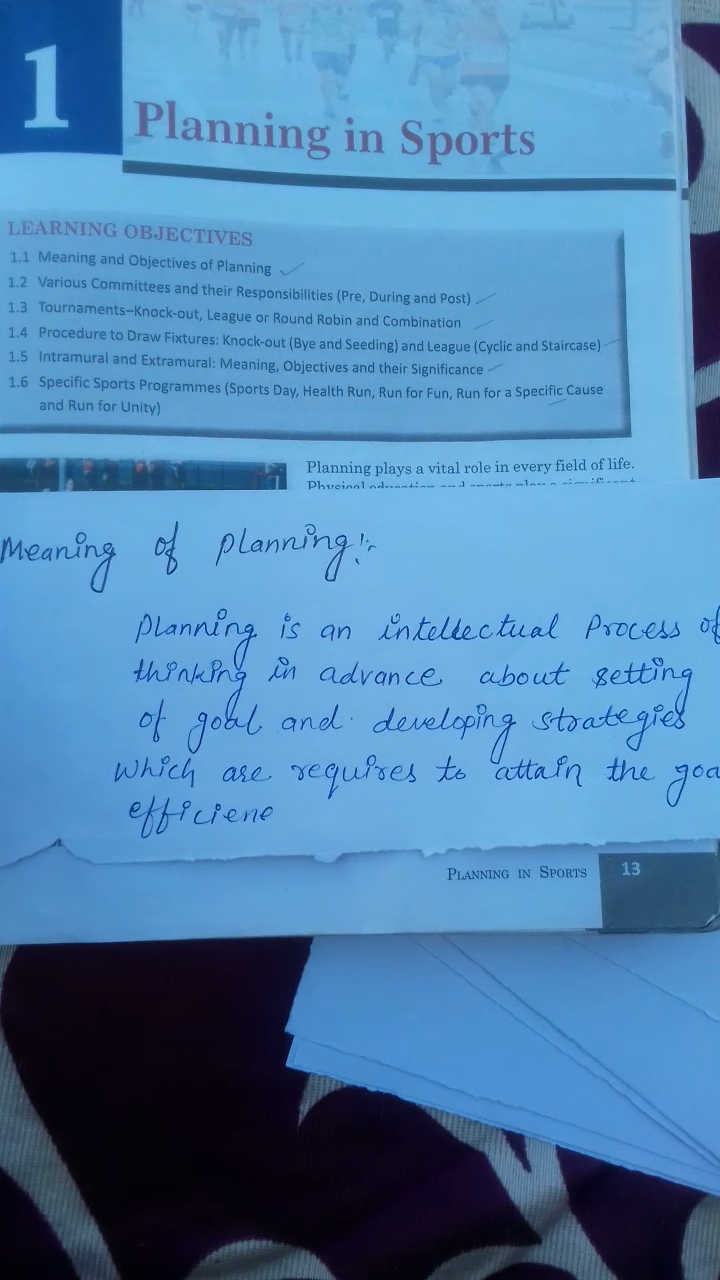 1
Planning in Sports
LEARNING OBJECTIVES
1.1 Meaning and Objectives of Planning
1.2 Various Committees and their Responsibilities (Pre, During and Post)
1.3 Tournaments–Knock-out, League or Round Robin and Combination
1.4 Procedure to Draw Fixtures: Knock-out (Bye and Seeding) and League (Cyclic and Staircase)
1.5 Intramural and Extramural: Meaning, Objectives and their Significance
1.6 Specific Sports Programmes (Sports Day, Health Run, Run for Fun, Run for a Specific Cause
and Run for Unity)
Planning plays a vital role in every field of life.
Physical education and sports play a significant
Meaning of planning:-
Planning is an intellectual Process of
thinking in advance about setting
of goal and developing strategies
which are requires to attain the goa
efficiene
PLANNING IN SPORTS 13